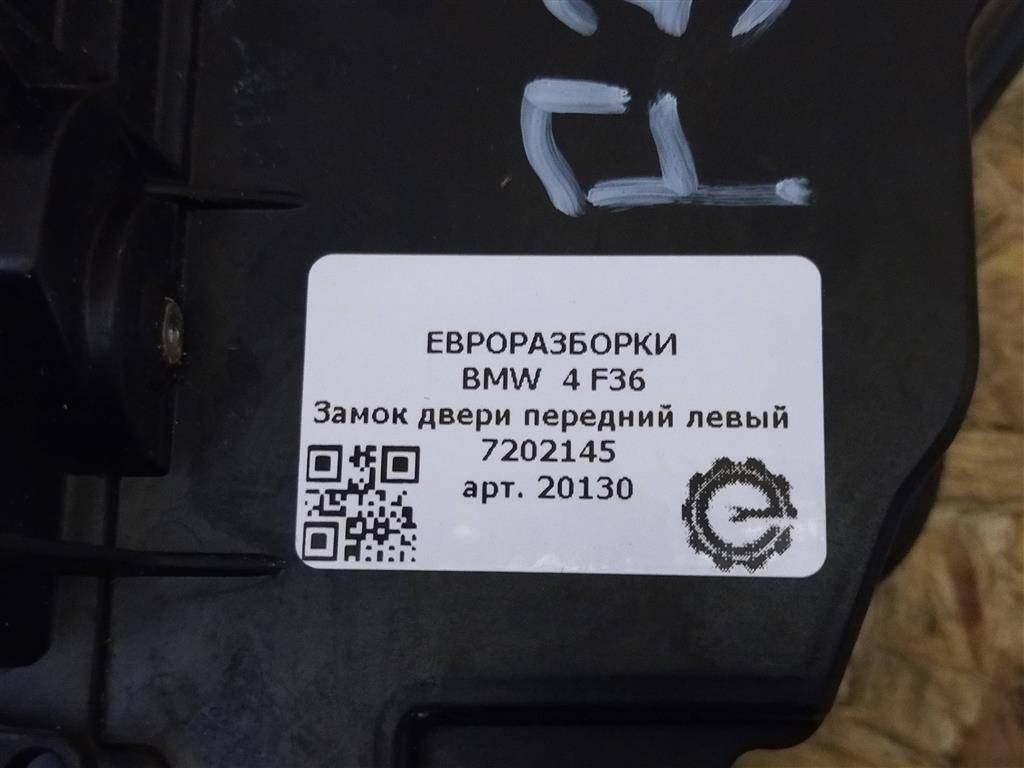 ЕВРОРАЗБОРКИ
BMW 4 F36
Замок двери передний левый
7202145
арт. 20130